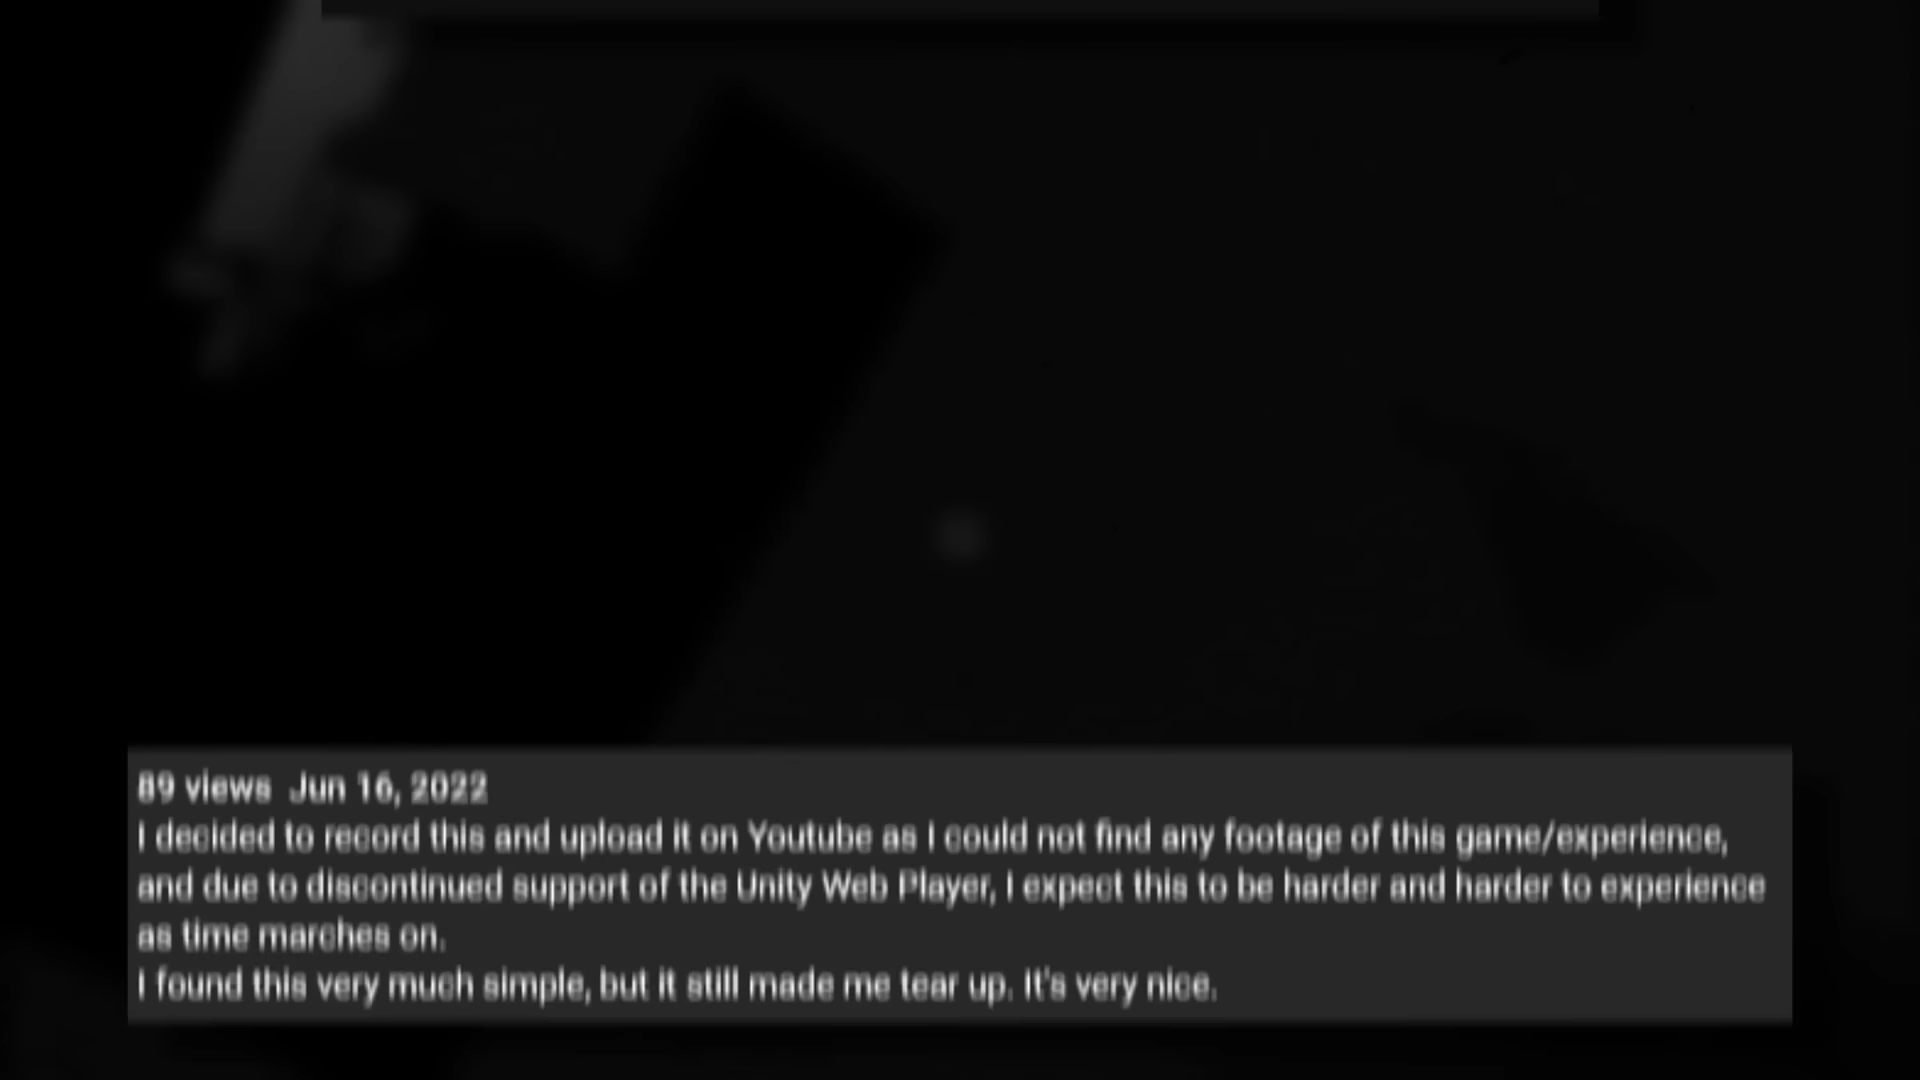 89 views Jun 16, 2022
I decided to record this and upload it on Youtube as I could not find any footage of this game/experience,
and due to discontinued support of the Unity Web Player, I expect this to be harder and harder to experience
as time marches on.
I found this very much simple, but it still made me tear up. It's very nice.